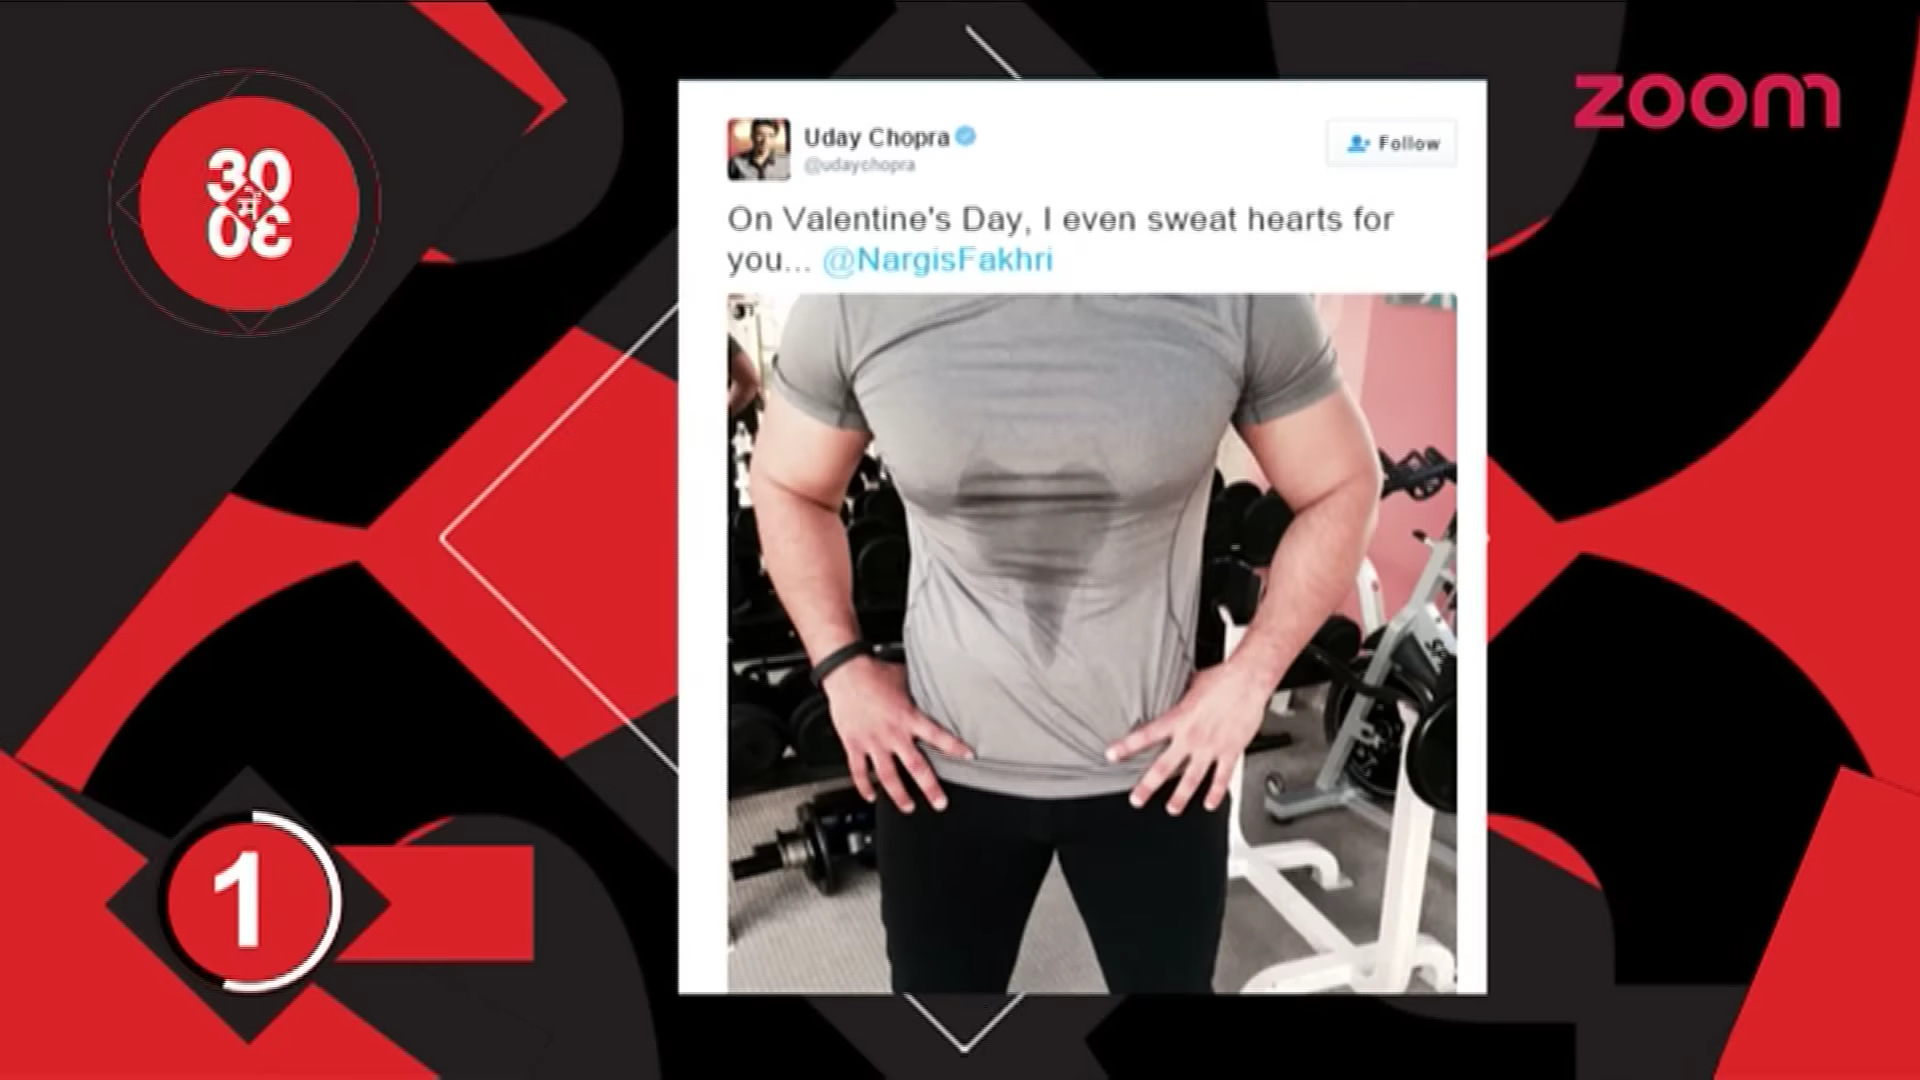 30
में
30
zoom
Uday Chopra
@udaychopra
Follow
On Valentine's Day, I even sweat hearts for
you... @NargisFakhri
1